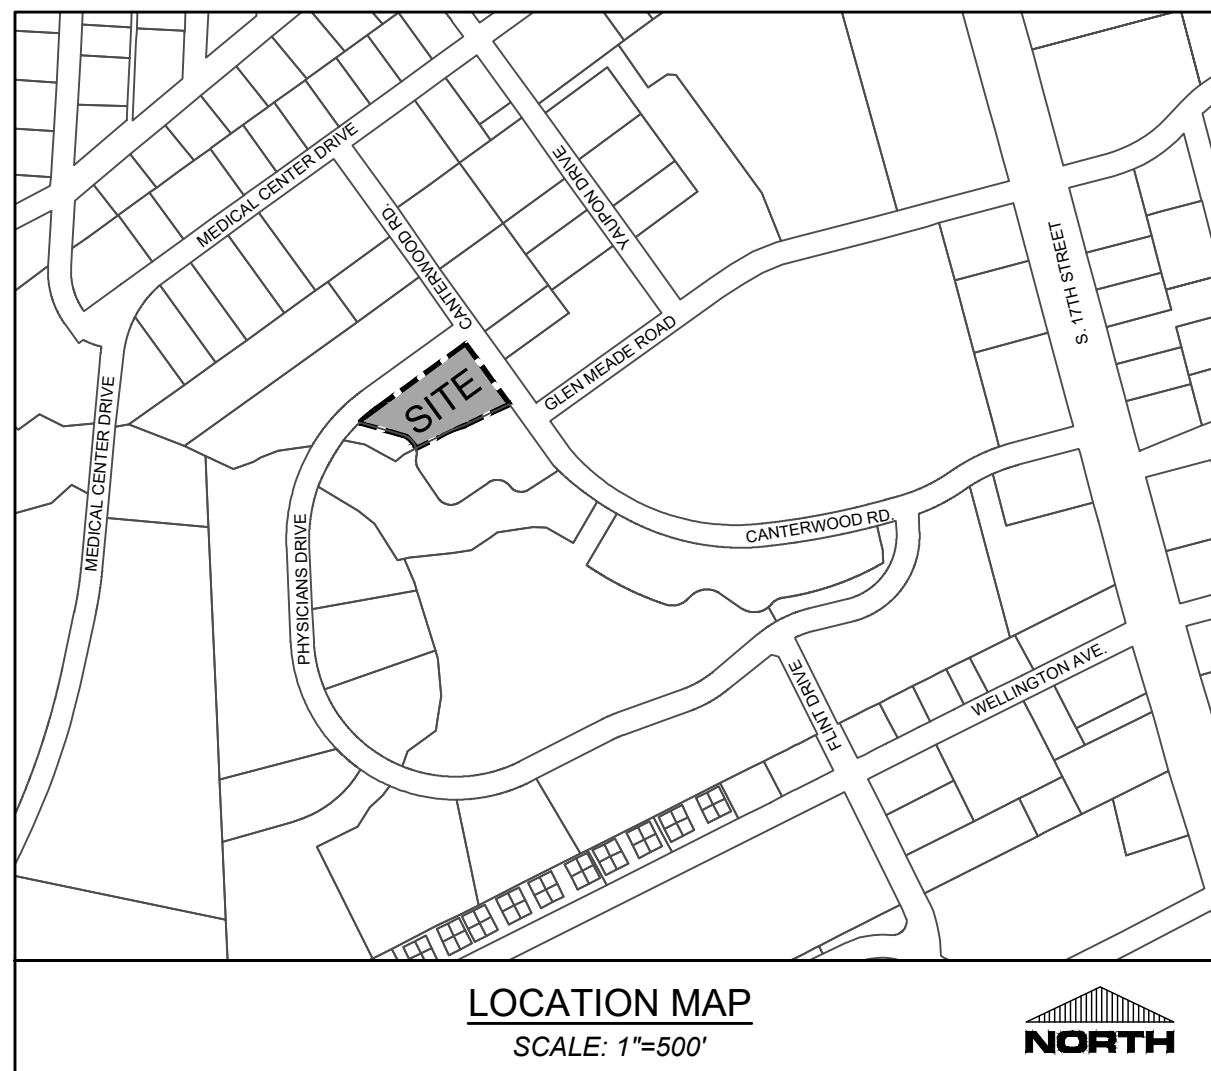 MEDICAL CENTER DRIVE
CANTERWOOD RD.
YAUPON DRIVE
S. 17TH STREET
GLEN MEADE ROAD
SITE
MEDICAL CENTER DRIVE
PHYSICIANS DRIVE
CANTERWOOD RD.
FLINT DRIVE
WELLINGTON AVE.
LOCATION MAP
SCALE: 1"=500'
NORTH